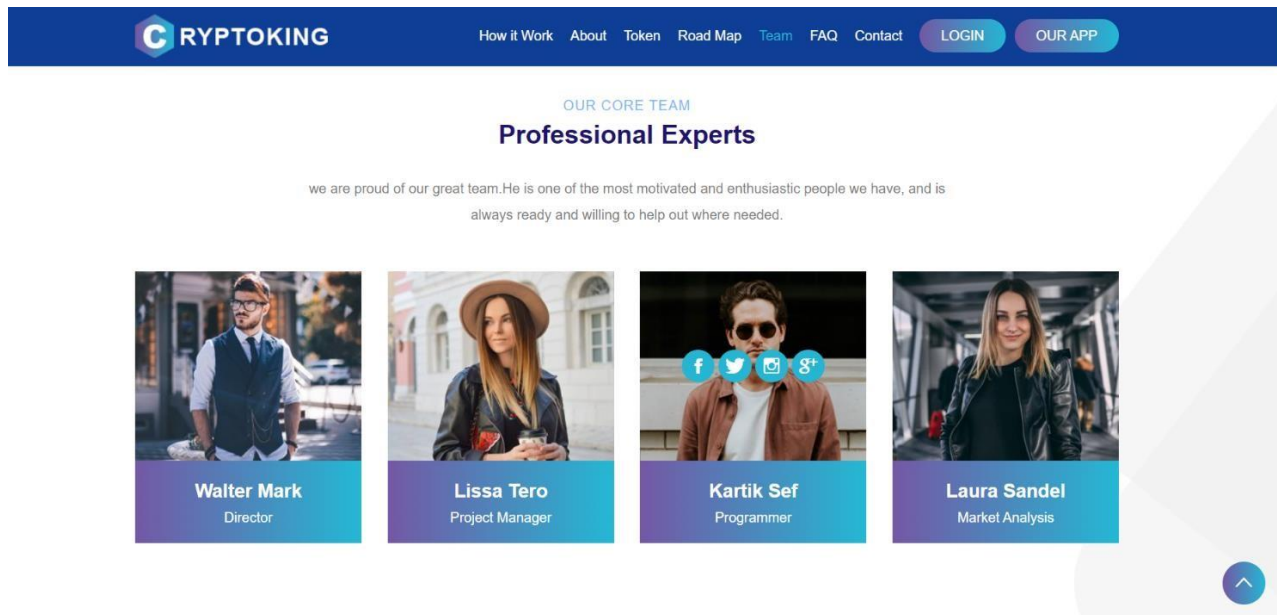 CRYPTOKING
How it Work About Token Road Map Team FAQ Contact LOGIN OUR APP
OUR CORE TEAM
Professional Experts
we are proud of our great team.He is one of the most motivated and enthusiastic people we have, and is
always ready and willing to help out where needed.
Walter Mark
Director
Lissa Tero
Project Manager
Kartik Sef
Programmer
Laura Sandel
Market Analysis